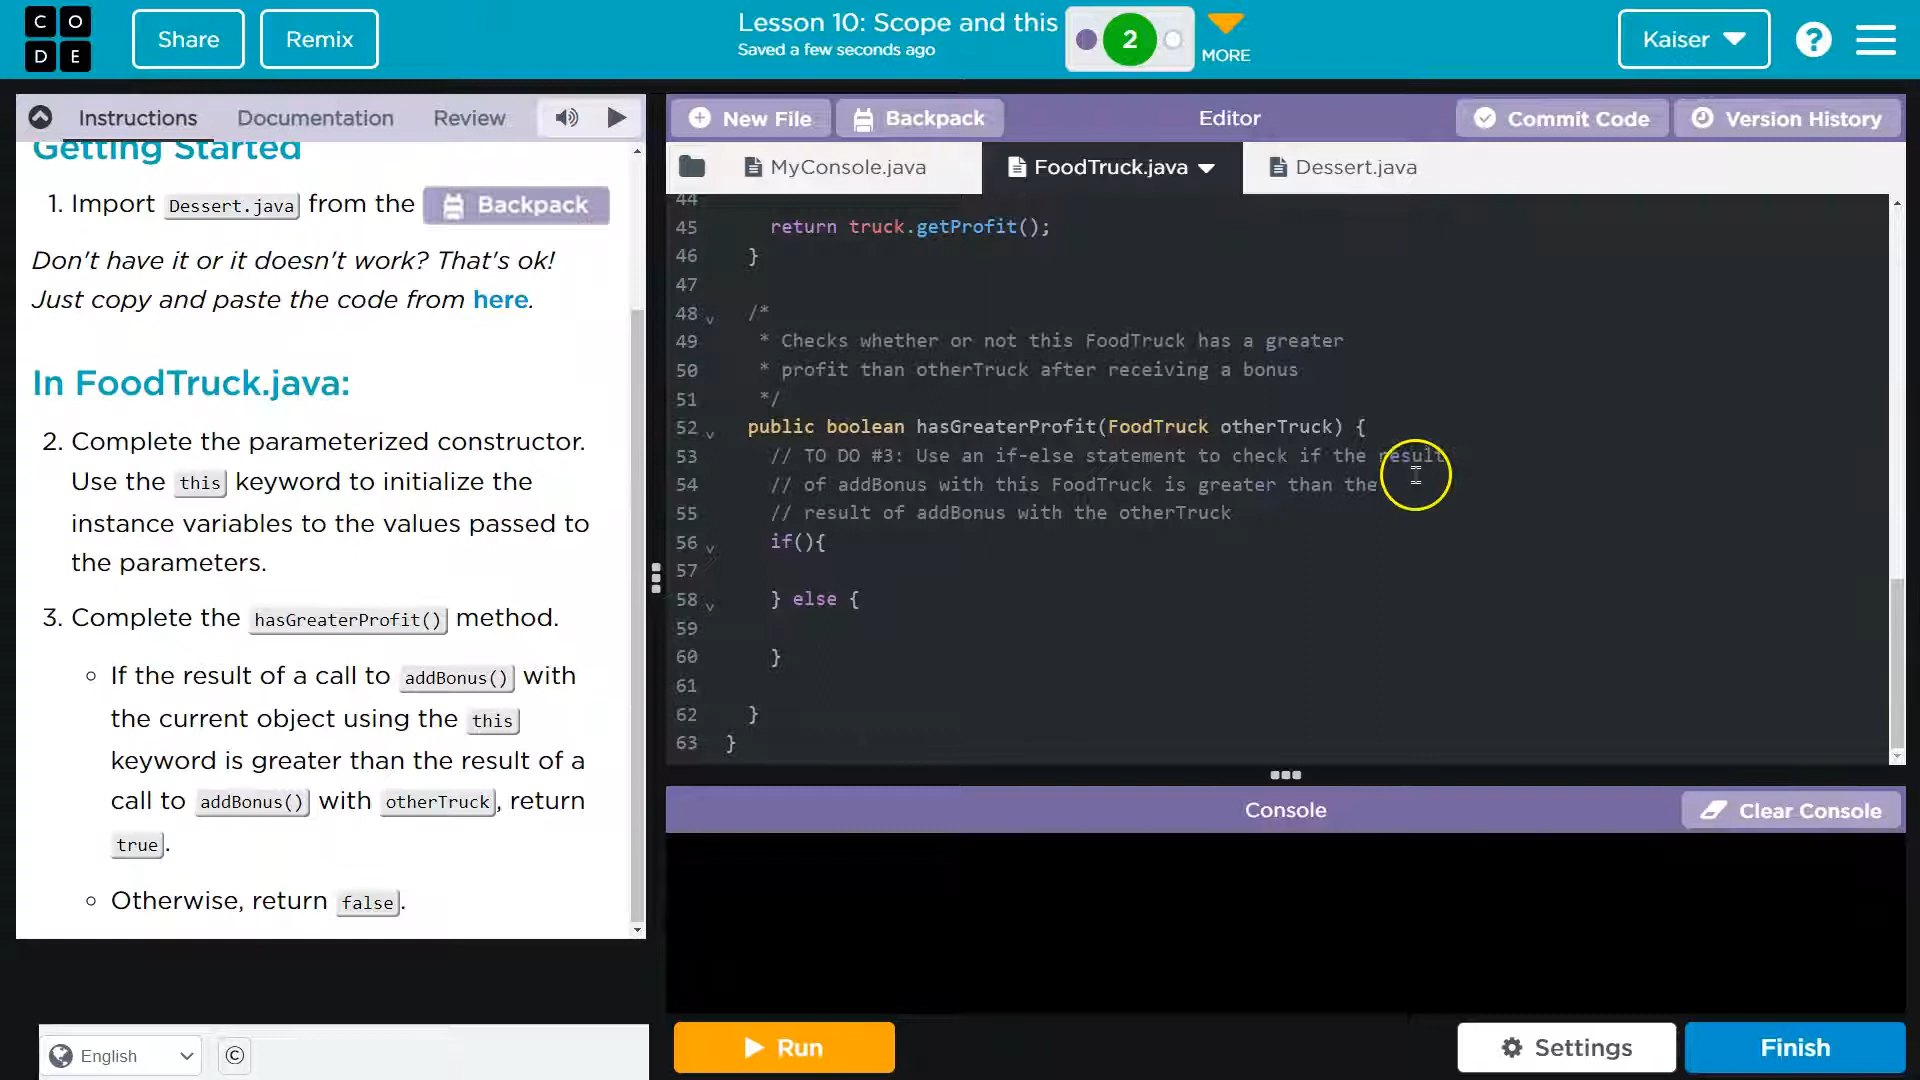 CODE
Share
Remix
Lesson 10: Scope and this
Saved a few seconds ago
2
MORE
Kaiser
?
Instructions
Documentation
Review
Getting Started
1. Import Dessert.java from the Backpack
Don't have it or it doesn't work? That's ok!
Just copy and paste the code from here.
In FoodTruck.java:
2. Complete the parameterized constructor.
Use the this keyword to initialize the
instance variables to the values passed to
the parameters.
3. Complete the hasGreaterProfit() method.
If the result of a call to addBonus() with
the current object using the this
keyword is greater than the result of a
call to addBonus() with otherTruck, return
true.
Otherwise, return false.
English
©
New File
Backpack
Editor
Commit Code
Version History
MyConsole.java
FoodTruck.java
Dessert.java
44
45 return truck.getProfit();
46 }
47
48 /*
49 * Checks whether or not this FoodTruck has a greater
50 * profit than otherTruck after receiving a bonus
51 */
52 public boolean hasGreaterProfit(FoodTruck otherTruck) {
53 // TO DO #3: Use an if-else statement to check if the result
54 // of addBonus with this FoodTruck is greater than the
55 // result of addBonus with the otherTruck
56 if(){
57
58 } else {
59
60 }
61
62 }
63 }
Console
Clear Console
Run
Settings
Finish